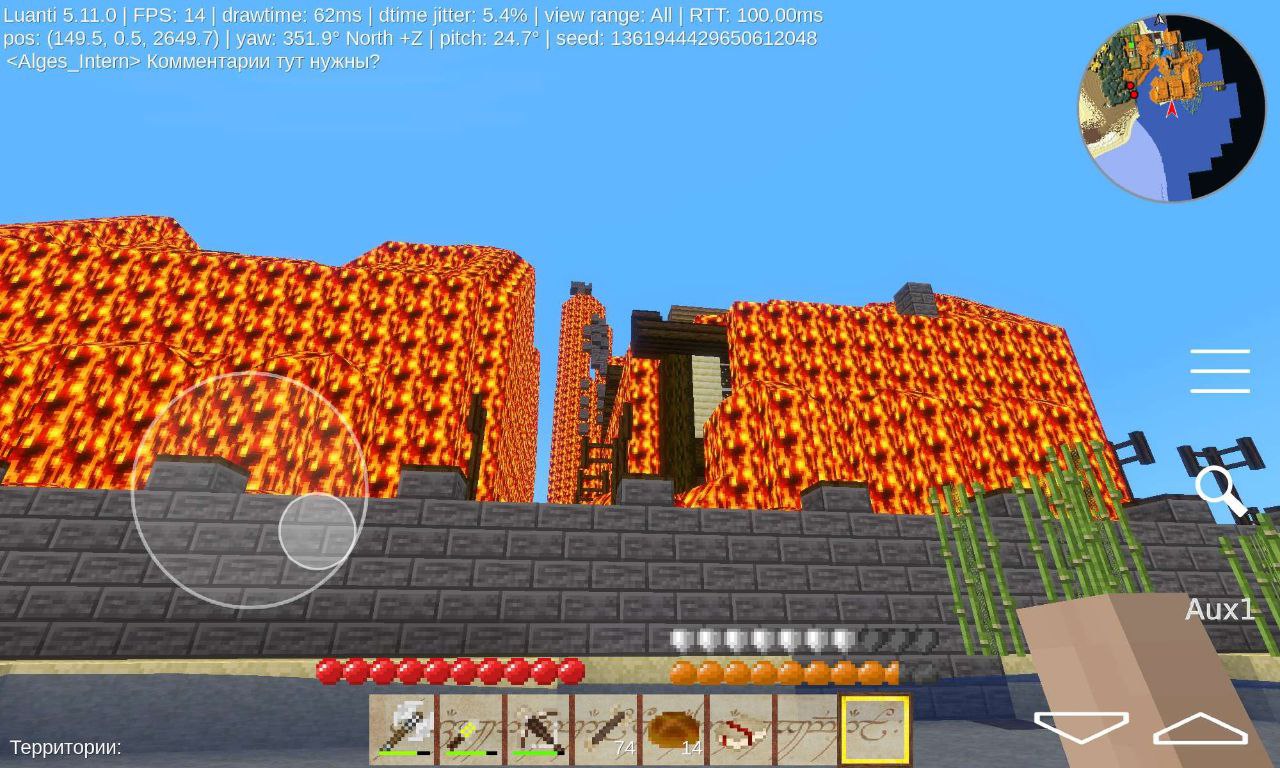 Luanti 5.11.0 | FPS: 14 | drawtime: 62ms | dtime jitter: 5.4% | view range: All | RTT: 100.00ms
pos: (149.5, 0.5, 2649.7) | yaw: 351.9° North +Z | pitch: 24.7° | seed: 1361944429650612048
<Alges_Intern> Комментарии тут нужны?
Aux1
74
14
Территории: